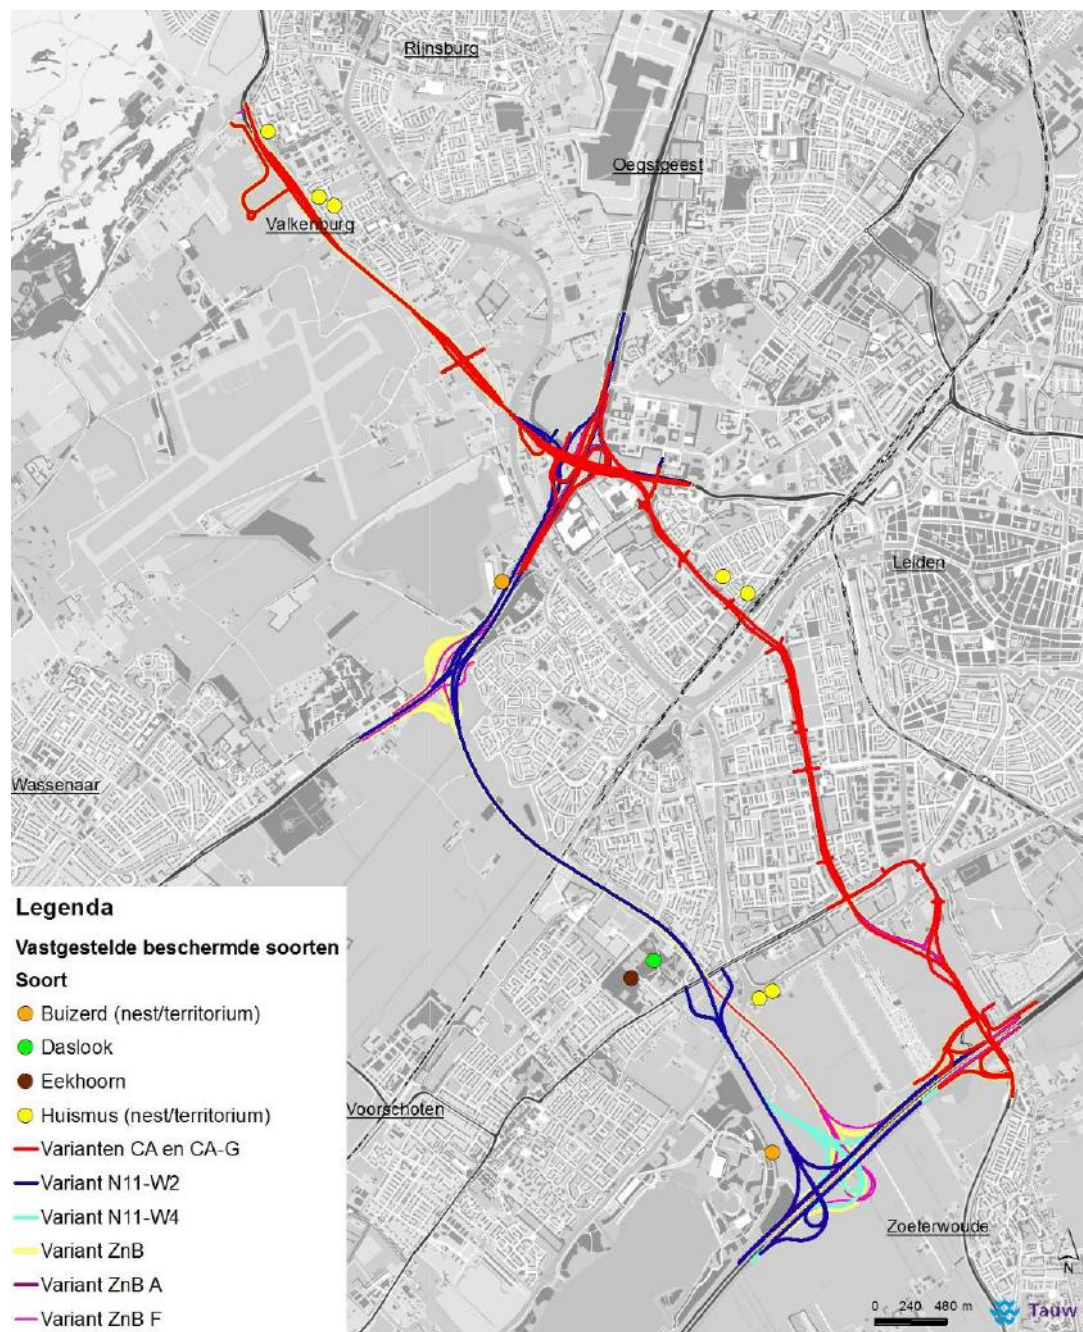 Rijnsburg
Oegstgeest
Valkenburg
Leiden
Wassenaar
Legenda
Vastgestelde beschermde soorten
Soort
Buizerd (nest/territorium)
Daslook
Eekhoorn
Huismus (nest/territorium)
Varianten CA en CA-G
Variant N11-W2
Variant N11-W4
Variant ZnB
Variant ZnB A
Variant ZnB F
Voorschoten
Zoeterwoude
N
0 240 480 m
Tauw